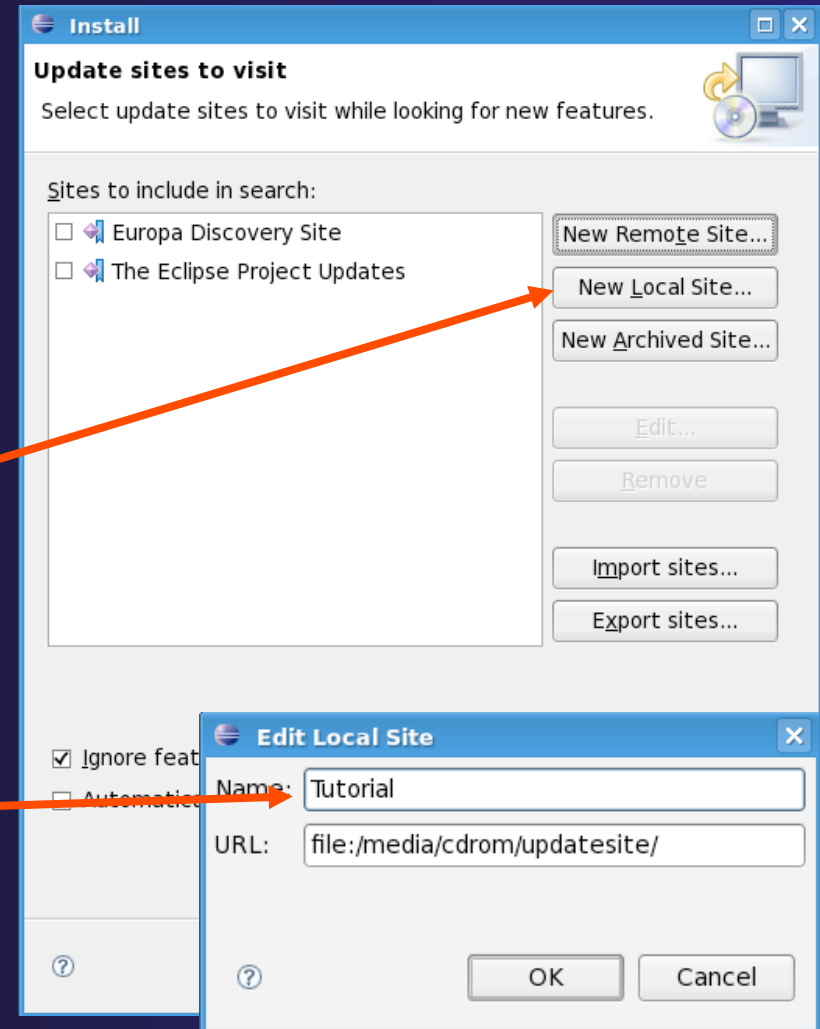 Install
Update sites to visit
Select update sites to visit while looking for new features.
Sites to include in search:
Europa Discovery Site
The Eclipse Project Updates
New Remote Site...
New Local Site...
New Archived Site...
Edit...
Remove
Import sites...
Export sites...
Ignore feat
Automatica
Edit Local Site
Name: Tutorial
URL: file:/media/cdrom/updatesite/
OK
Cancel